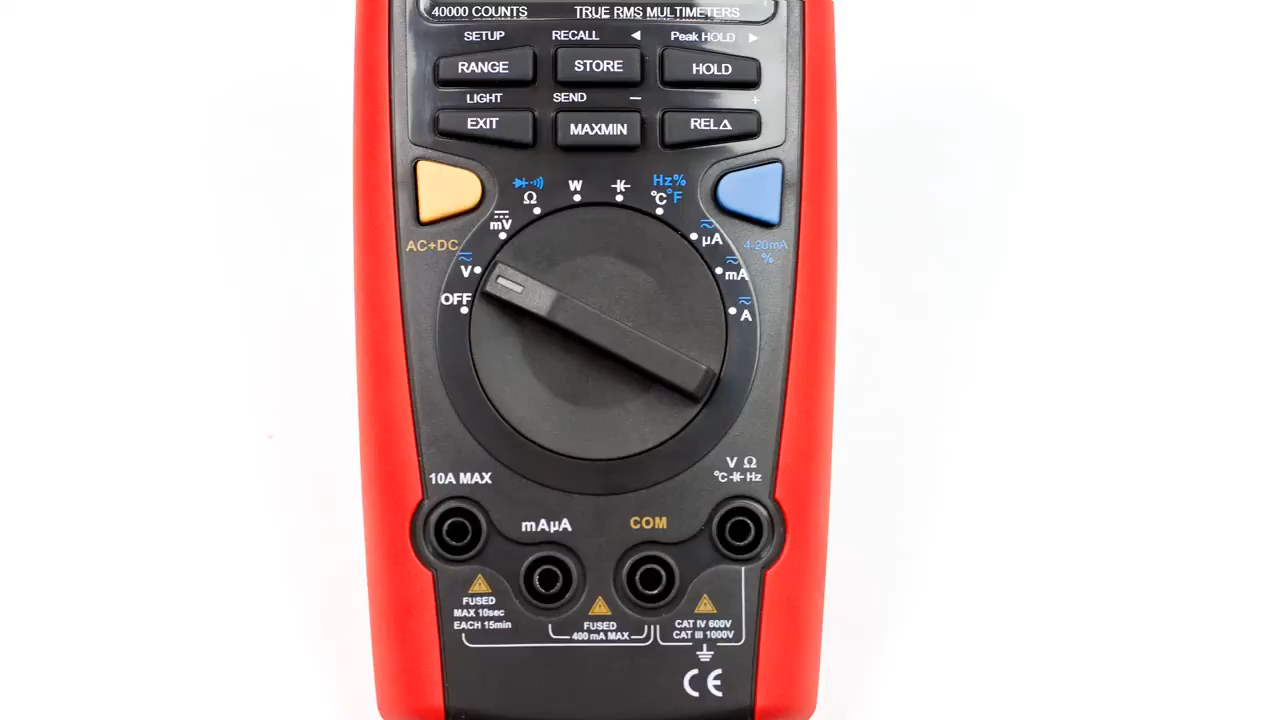 40000 COUNTS TRUE RMS MULTIMETERS
SETUP RECALL ◀ Peak HOLD ▶
RANGE STORE HOLD
LIGHT SEND — +
EXIT MAXMIN REL△
Ω W Hz%
°C °F
mV µA
AC+DC 4-20mA
%
V mA
OFF A
10A MAX V Ω
°C Hz
mAµA COM
FUSED
MAX 10sec
EACH 15min
FUSED
400 mA MAX
CAT IV 600V
CAT III 1000V
CE